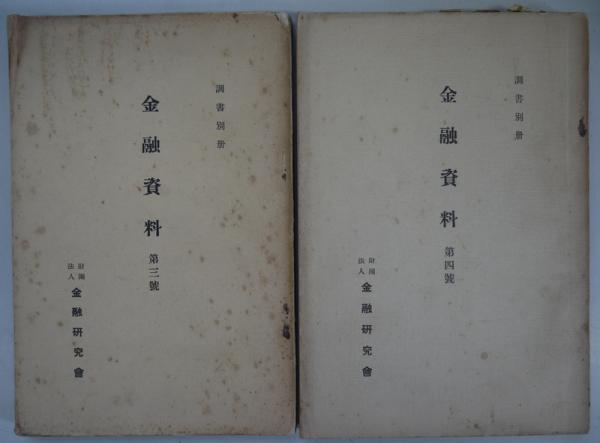 調書別册
金融資料
第三號
財團
法人
金融研究會
調書別册
金融資料
第四號
財團
法人
金融研究會